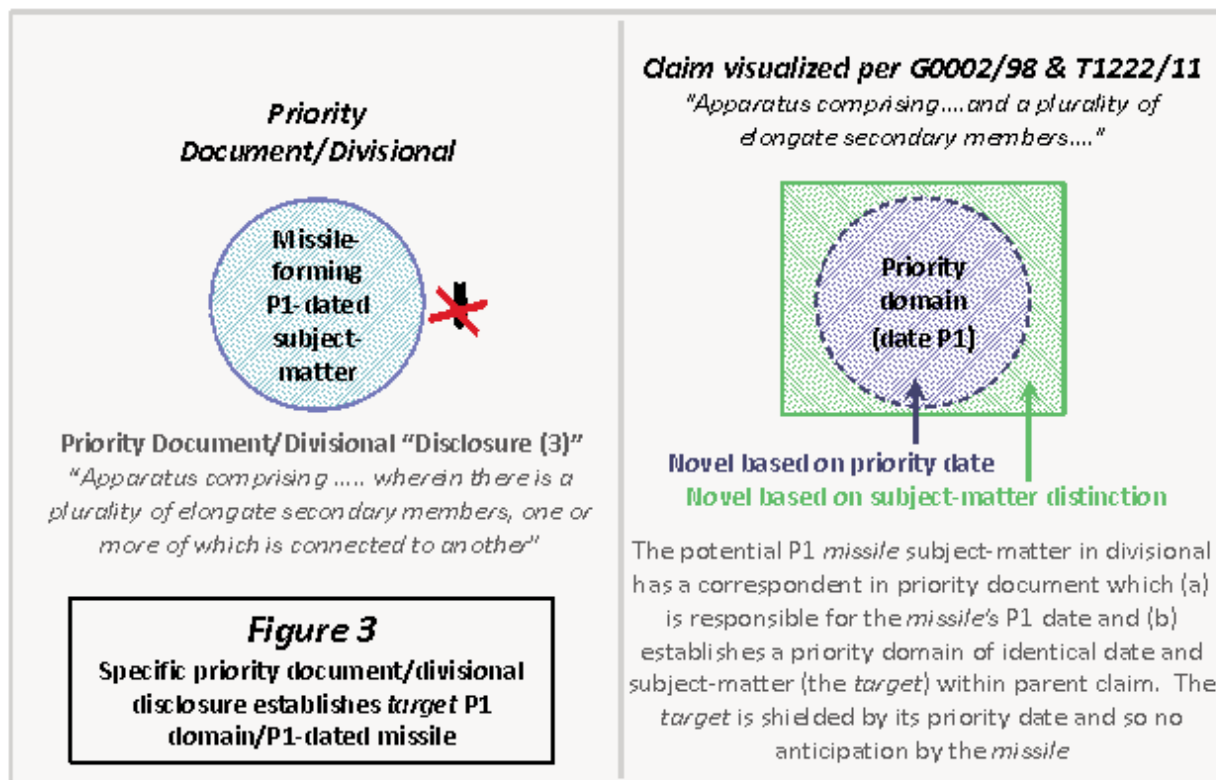 Priority
Document/Divisional
Missile-
forming
P1-dated
subject-
matter
Priority Document/Divisional “Disclosure (3)”
“Apparatus comprising ..... wherein there is a
plurality of elongate secondary members, one or
more of which is connected to another”
Figure 3
Specific priority document/divisional
disclosure establishes target P1
domain/P1-dated missile
Claim visualized per G0002/98 & T1222/11
“Apparatus comprising....and a plurality of
elongate secondary members....”
Priority
domain
(date P1)
Novel based on priority date
Novel based on subject-matter distinction
The potential P1 missile subject-matter in divisional
has a correspondent in priority document which (a)
is responsible for the missile’s P1 date and (b)
establishes a priority domain of identical date and
subject-matter (the target) within parent claim. The
target is shielded by its priority date and so no
anticipation by the missile